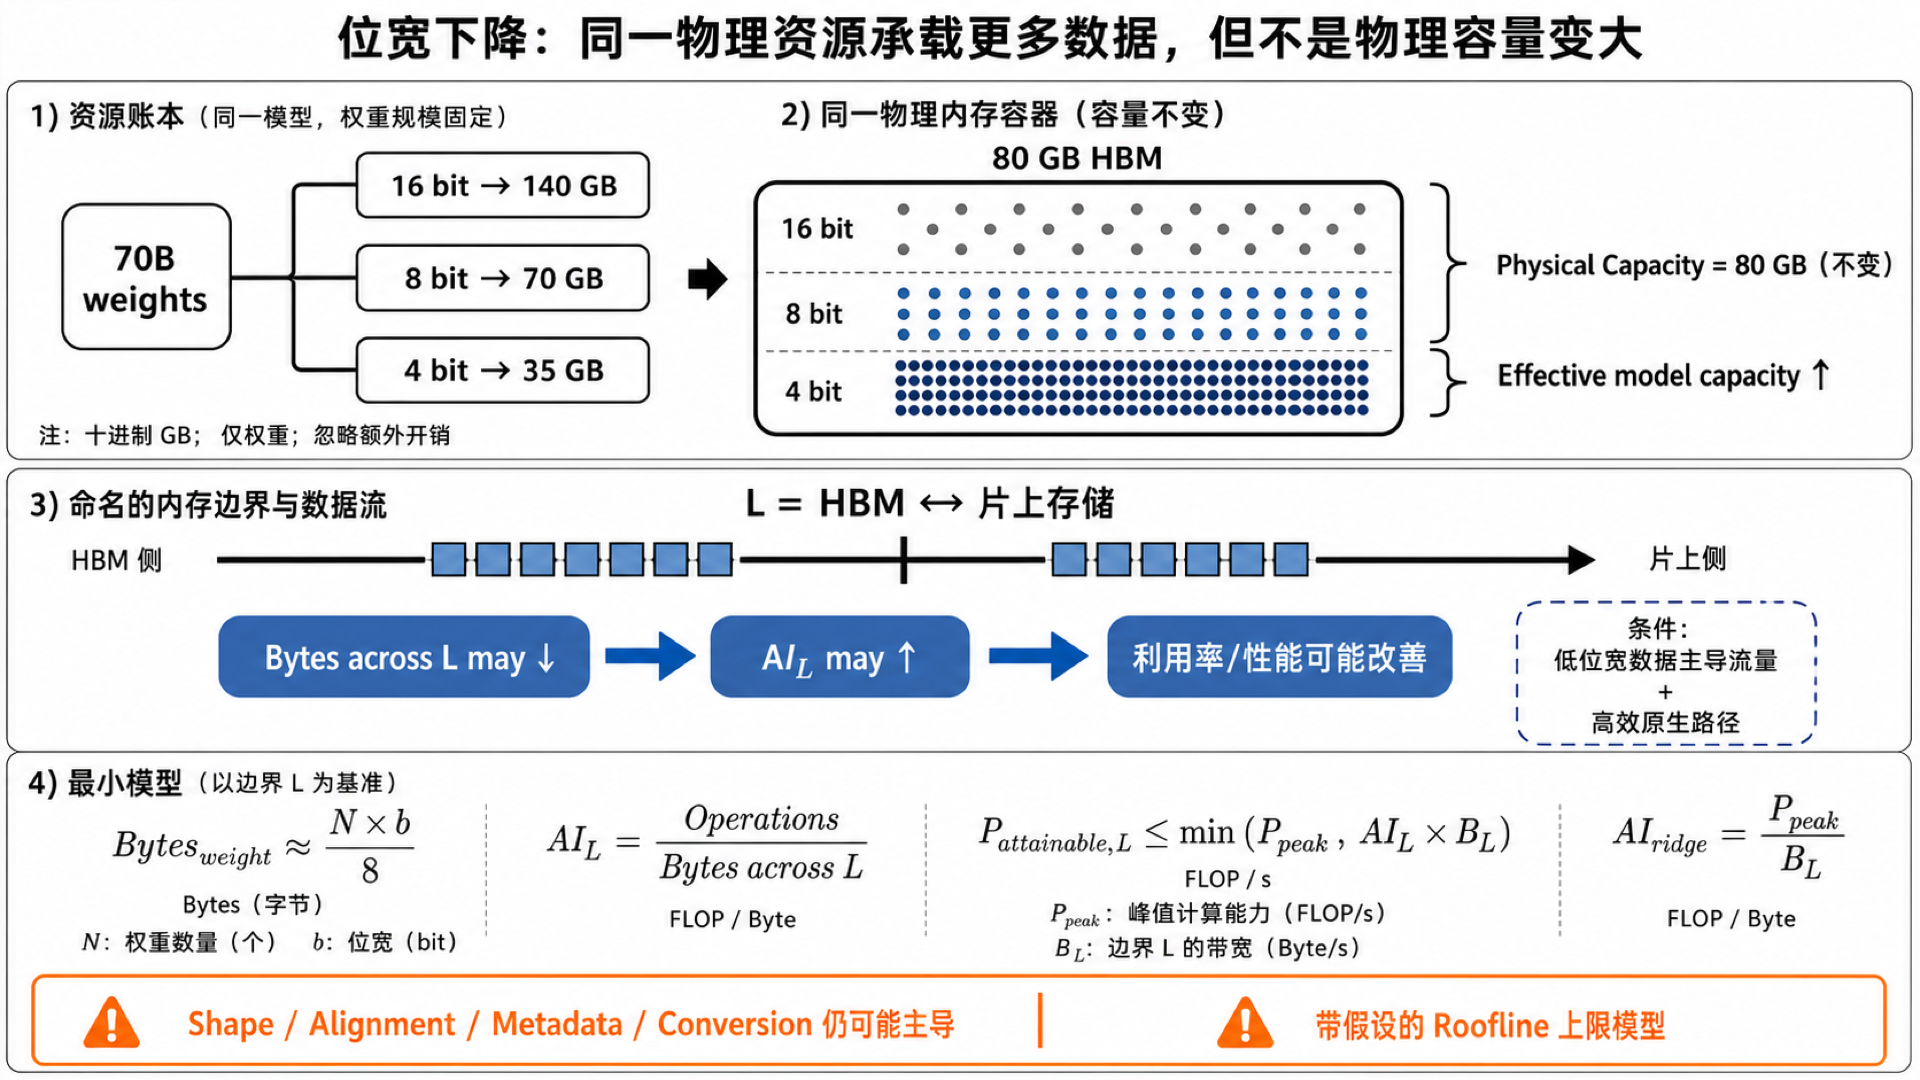 位宽下降：同一物理资源承载更多数据，但不是物理容量变大
1) 资源账本（同一模型，权重规模固定）
70B
weights
16 bit → 140 GB
8 bit → 70 GB
4 bit → 35 GB
注：十进制 GB； 仅权重；忽略额外开销
2) 同一物理内存容器（容量不变）
80 GB HBM
16 bit
8 bit
4 bit
Physical Capacity = 80 GB（不变）
Effective model capacity ↑
3) 命名的内存边界与数据流
L = HBM ↔ 片上存储
HBM 侧
片上侧
Bytes across L may ↓
AI_L may ↑
利用率/性能可能改善
条件：
低位宽数据主导流量
+
高效原生路径
4) 最小模型（以边界 L 为基准）
Bytes_weight ≈ (N × b) / 8
Bytes（字节）
N：权重数量（个） b：位宽（bit）
AI_L = Operations / Bytes across L
FLOP / Byte
P_attainable,L ≤ min (P_peak , AI_L × B_L)
FLOP / s
P_peak：峰值计算能力（FLOP/s）
B_L：边界 L 的带宽（Byte/s）
AI_ridge = P_peak / B_L
FLOP / Byte
Shape / Alignment / Metadata / Conversion 仍可能主导
带假设的 Roofline 上限模型